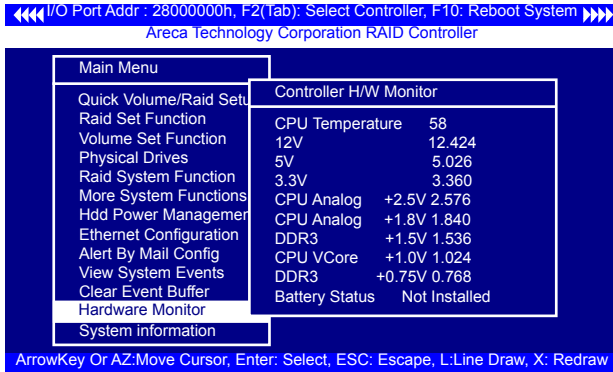 I/O Port Addr : 28000000h, F2(Tab): Select Controller, F10: Reboot System
Areca Technology Corporation RAID Controller
Main Menu
Quick Volume/Raid Setu
Raid Set Function
Volume Set Function
Physical Drives
Raid System Function
More System Functions
Hdd Power Managemen
Ethernet Configuration
Alert By Mail Config
View System Events
Clear Event Buffer
Hardware Monitor
System information
Controller H/W Monitor
CPU Temperature 58
12V 12.424
5V 5.026
3.3V 3.360
CPU Analog +2.5V 2.576
CPU Analog +1.8V 1.840
DDR3 +1.5V 1.536
CPU VCore +1.0V 1.024
DDR3 +0.75V 0.768
Battery Status Not Installed
ArrowKey Or AZ:Move Cursor, Enter: Select, ESC: Escape, L:Line Draw, X: Redraw